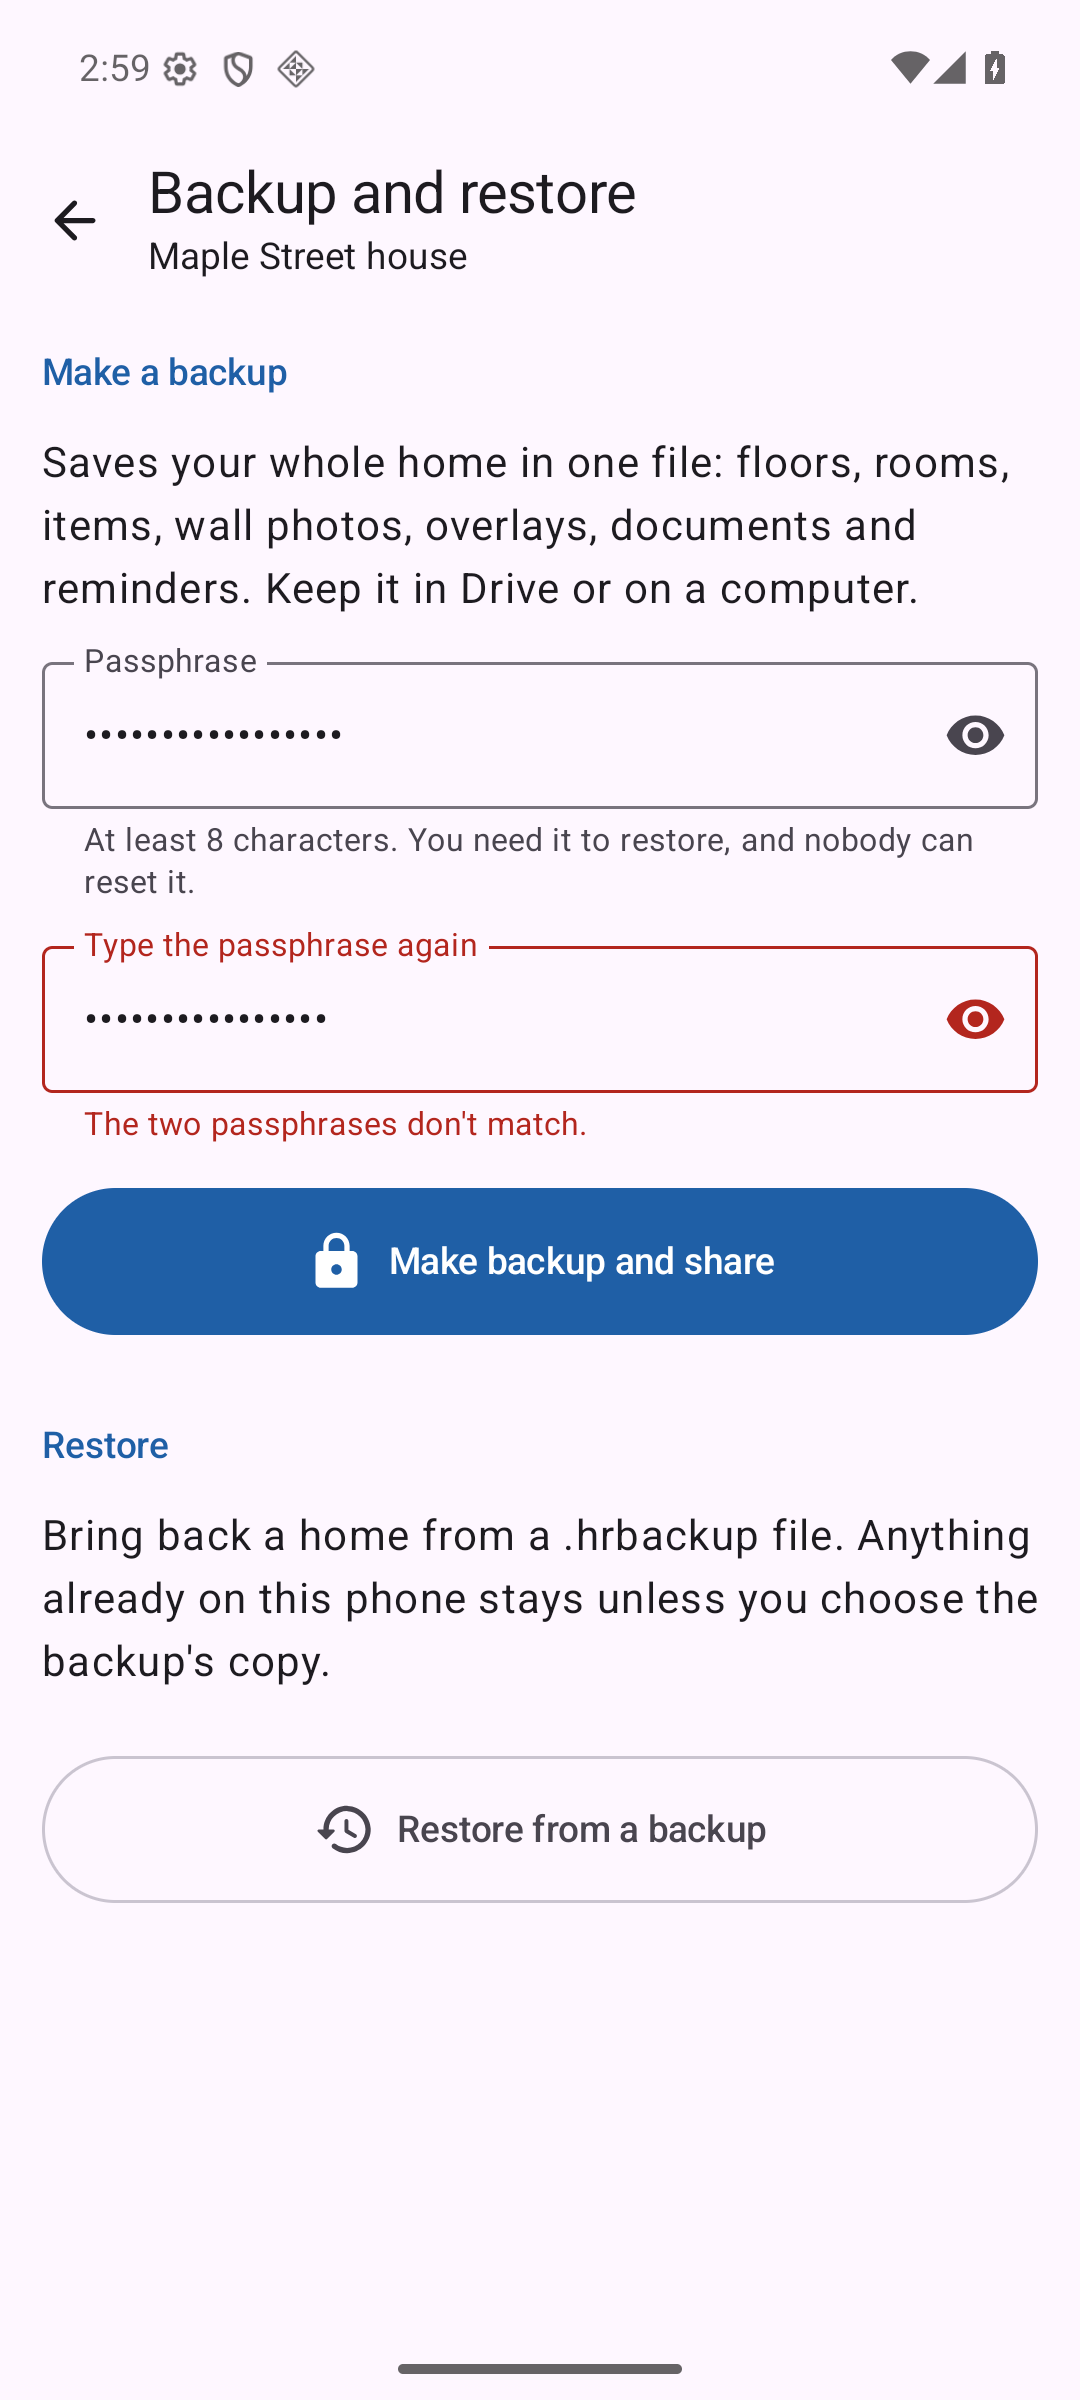 2:59
Backup and restore
Maple Street house
Make a backup
Saves your whole home in one file: floors, rooms,
items, wall photos, overlays, documents and
reminders. Keep it in Drive or on a computer.
Passphrase
•••••••••••••••••
At least 8 characters. You need it to restore, and nobody can
reset it.
Type the passphrase again
••••••••••••••••
The two passphrases don't match.
Make backup and share
Restore
Bring back a home from a .hrbackup file. Anything
already on this phone stays unless you choose the
backup's copy.
Restore from a backup